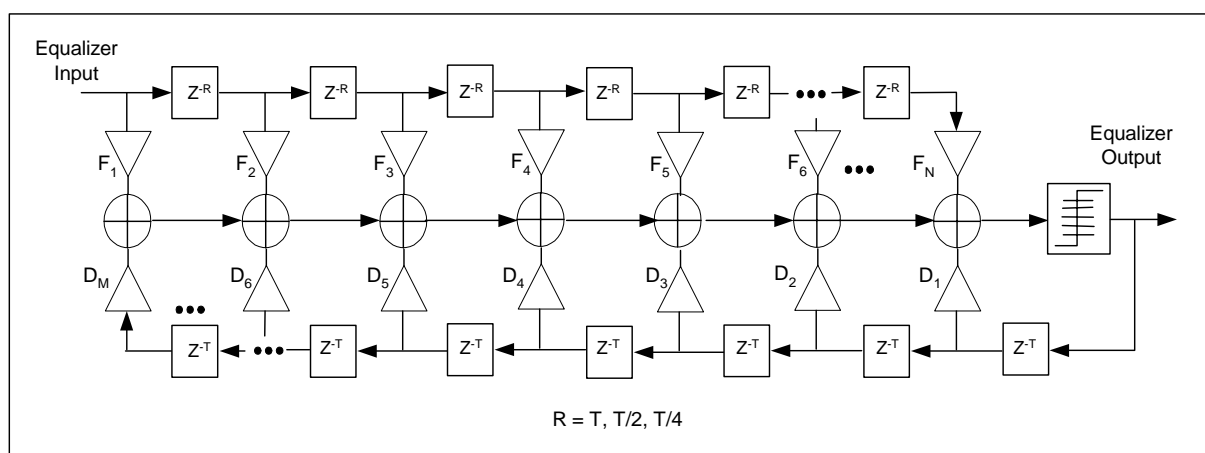 Equalizer
Input
Z-R Z-R Z-R Z-R Z-R ●●● Z-R
Equalizer
Output
F1 F2 F3 F4 F5 F6 ●●● FN
DM D6 D5 D4 D3 D2 D1
●●●
Z-T ●●● Z-T Z-T Z-T Z-T Z-T Z-T
R = T, T/2, T/4